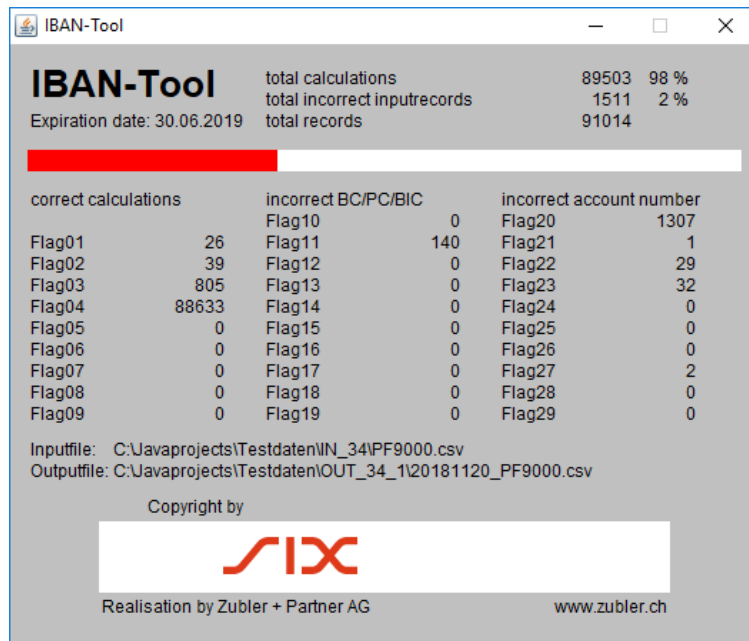 IBAN-Tool
IBAN-Tool
Expiration date: 30.06.2019
total calculations 89503 98 %
total incorrect inputrecords 1511 2 %
total records 91014
correct calculations incorrect BC/PC/BIC incorrect account number
Flag10 0 Flag20 1307
Flag01 26 Flag11 140 Flag21 1
Flag02 39 Flag12 0 Flag22 29
Flag03 805 Flag13 0 Flag23 32
Flag04 88633 Flag14 0 Flag24 0
Flag05 0 Flag15 0 Flag25 0
Flag06 0 Flag16 0 Flag26 0
Flag07 0 Flag17 0 Flag27 2
Flag08 0 Flag18 0 Flag28 0
Flag09 0 Flag19 0 Flag29 0
Inputfile: C:\Javaprojects\Testdaten\IN_34\PF9000.csv
Outputfile: C:\Javaprojects\Testdaten\OUT_34_1\20181120_PF9000.csv
Copyright by
SIX
Realisation by Zubler + Partner AG www.zubler.ch